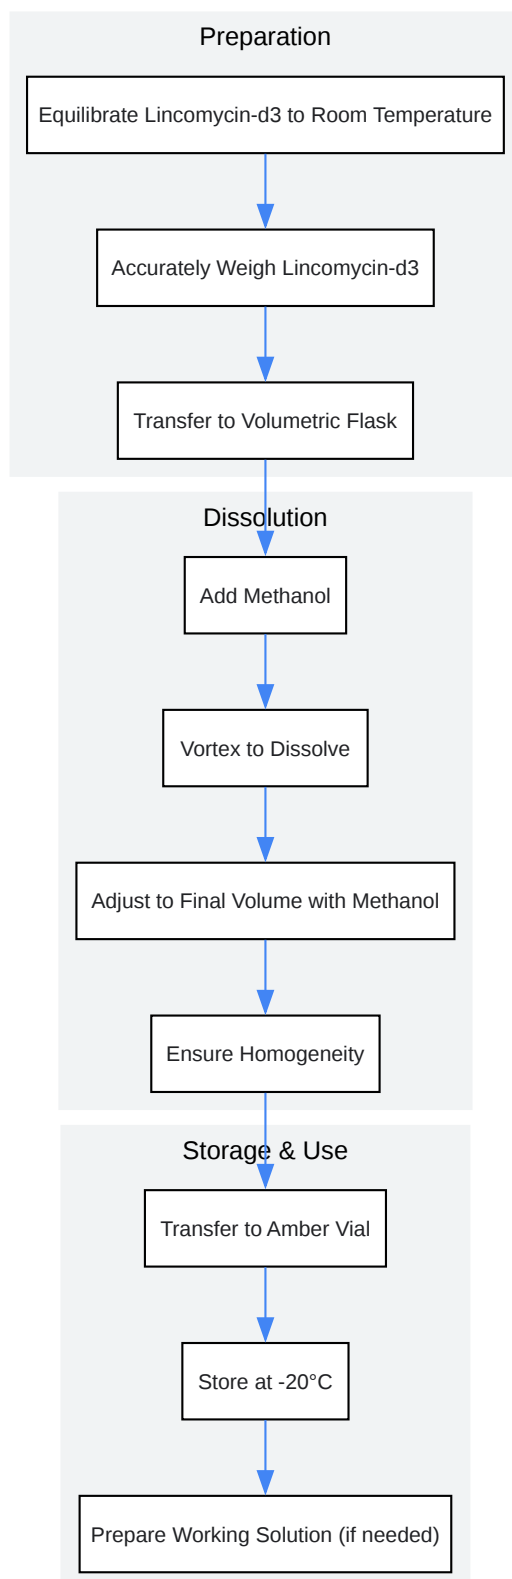 Preparation
Equilibrate Lincomycin-d3 to Room Temperature
Accurately Weigh Lincomycin-d3
Transfer to Volumetric Flask
Dissolution
Add Methanol
Vortex to Dissolve
Adjust to Final Volume with Methanol
Ensure Homogeneity
Storage & Use
Transfer to Amber Vial
Store at -20°C
Prepare Working Solution (if needed)